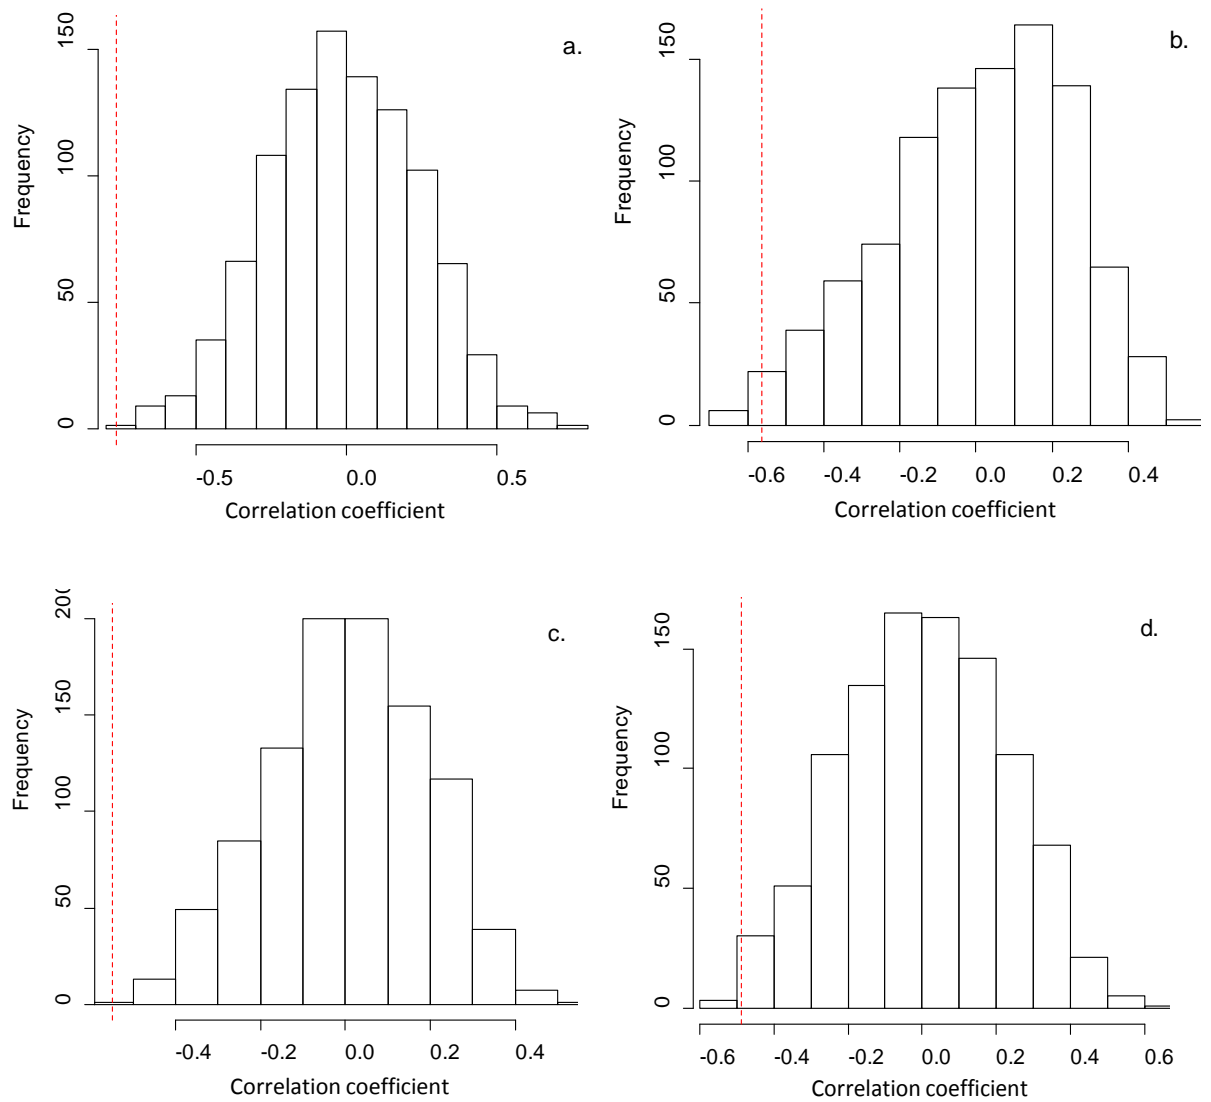 a.
Frequency
0
50
100
150
-0.5 0.0 0.5
Correlation coefficient
b.
Frequency
0
50
100
150
-0.6 -0.4 -0.2 0.0 0.2 0.4
Correlation coefficient
c.
Frequency
0
50
100
150
-0.4 -0.2 0.0 0.2 0.4
Correlation coefficient
d.
Frequency
0
50
100
150
-0.6 -0.4 -0.2 0.0 0.2 0.4 0.6
Correlation coefficient